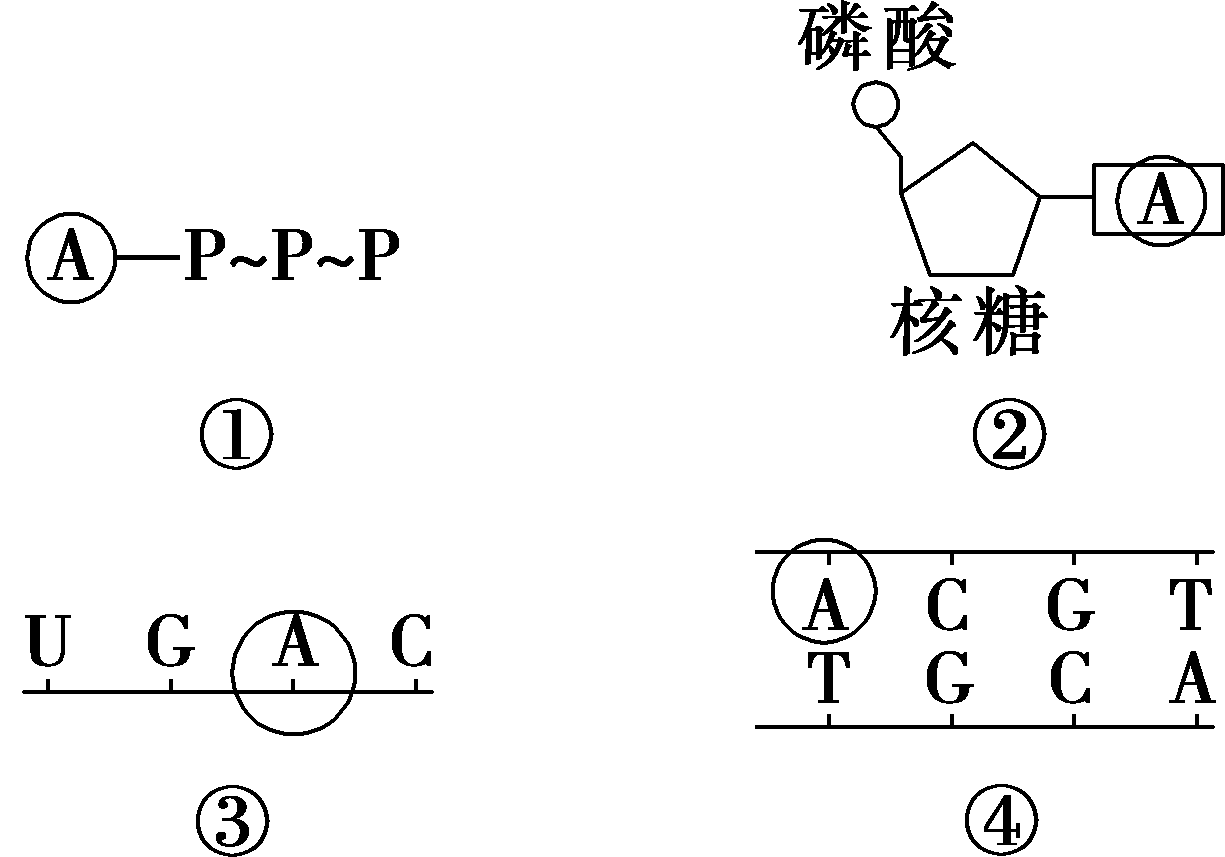 磷酸
A—P~P~P
A
核糖
①
②
U G A C
A C G T
T G C A
③
④